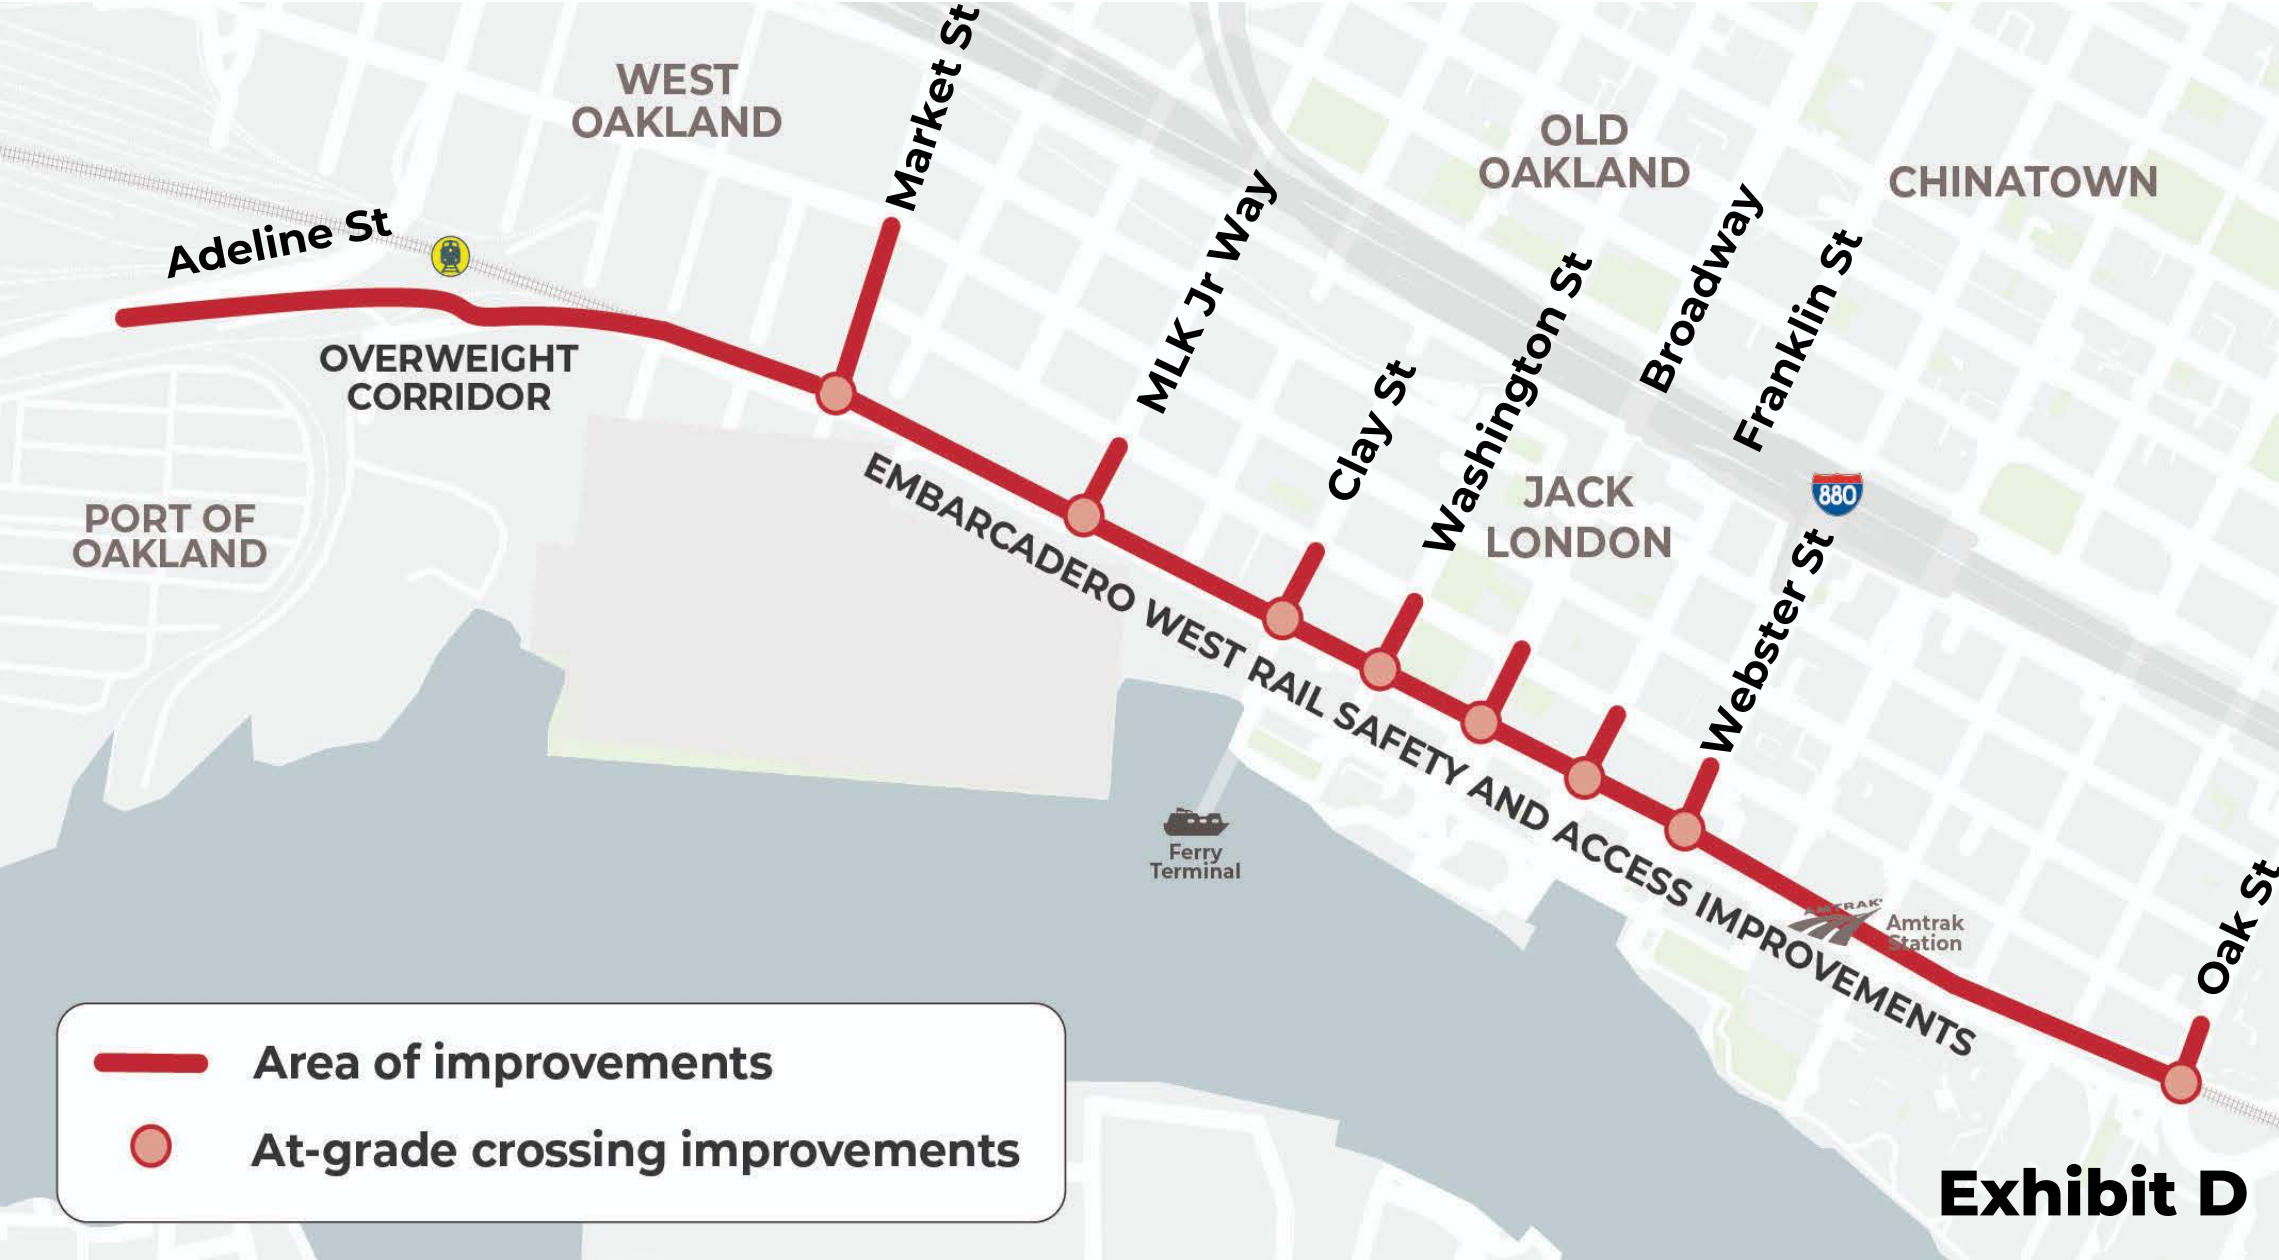 Market St
WEST
OAKLAND
OLD
OAKLAND
CHINATOWN
Adeline St
MLK Jr Way
Broadway
Franklin St
Washington St
Clay St
OVERWEIGHT
CORRIDOR
PORT OF
OAKLAND
JACK
LONDON
880
Webster St
EMBARCADERO WEST RAIL SAFETY AND ACCESS IMPROVEMENTS
Ferry
Terminal
AMTRAK
Amtrak
Station
Oak St
Area of improvements
At-grade crossing improvements
Exhibit D